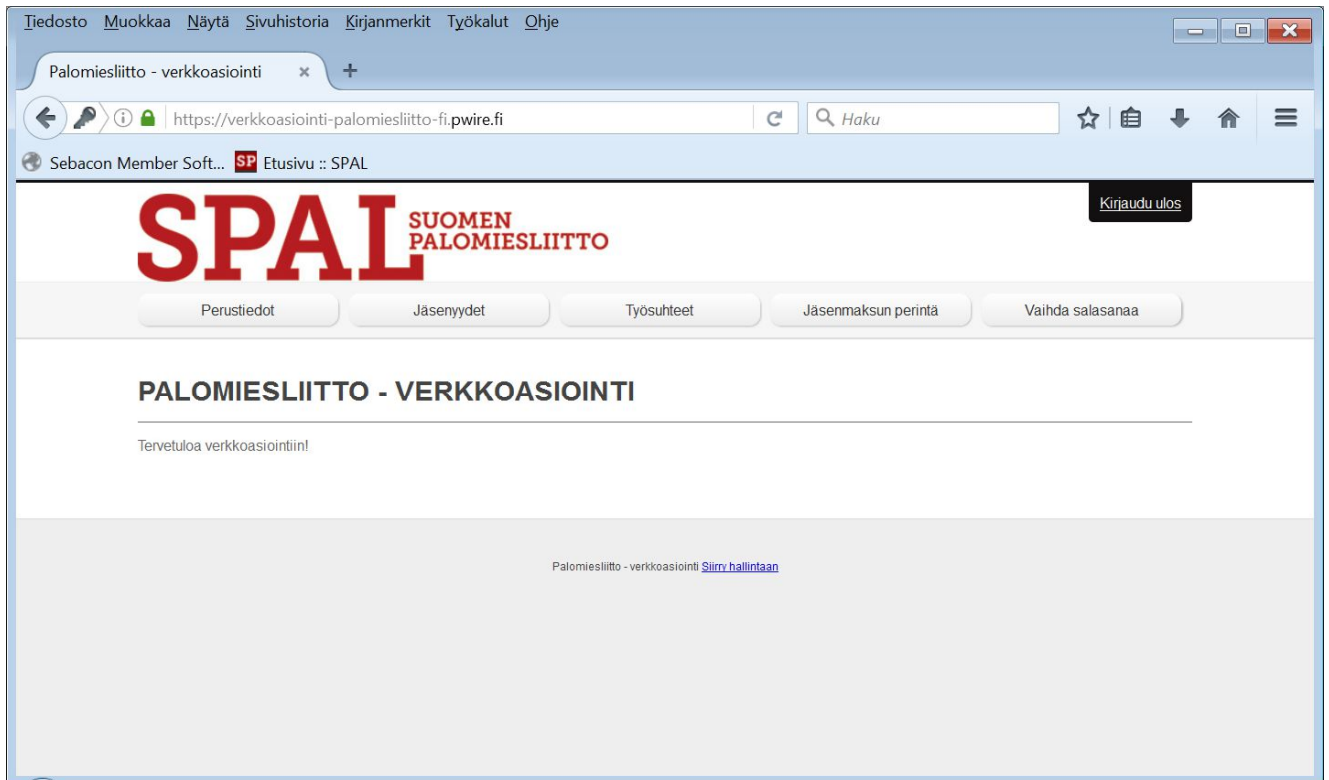 Tiedosto Muokkaa Näytä Sivuhistoria Kirjanmerkit Työkalut Ohje
Palomiesliitto - verkkoasiointi
https://verkkoasiointi-palomiesliitto-fi.pwire.fi
Haku
Sebacon Member Soft... SP Etusivu :: SPAL
SPAL SUOMEN
PALOMIESLIITTO
Kirjaudu ulos
Perustiedot Jäsenyydet Työsuhteet Jäsenmaksun perintä Vaihda salasanaa
PALOMIESLIITTO - VERKKOASIOINTI
Tervetuloa verkkoasiointiin!
Palomiesliitto - verkkoasiointi Siirry hallintaan